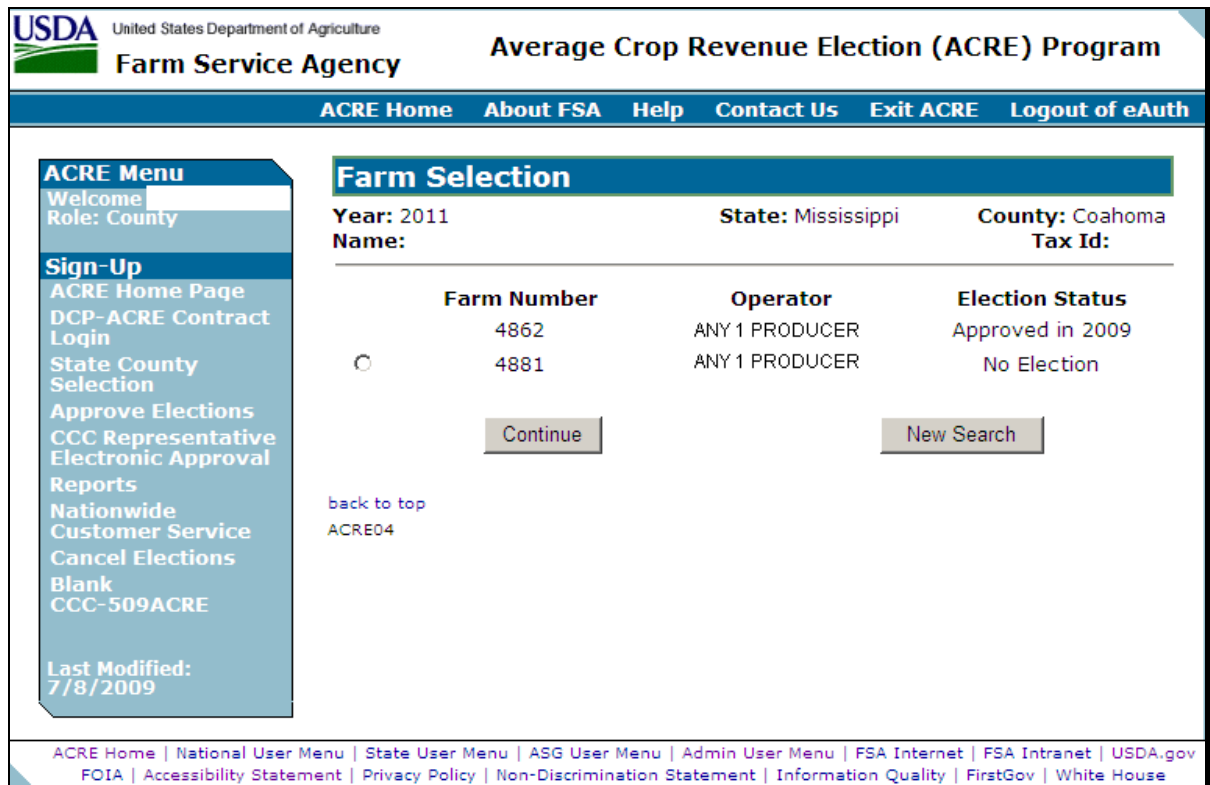 USDA United States Department of Agriculture
Farm Service Agency
Average Crop Revenue Election (ACRE) Program
ACRE Home About FSA Help Contact Us Exit ACRE Logout of eAuth
ACRE Menu
Welcome
Role: County
Sign-Up
ACRE Home Page
DCP-ACRE Contract
Login
State County
Selection
Approve Elections
CCC Representative
Electronic Approval
Reports
Nationwide
Customer Service
Cancel Elections
Blank
CCC-509ACRE
Last Modified:
7/8/2009
Farm Selection
Year: 2011 State: Mississippi County: Coahoma
Name: Tax Id:
Farm Number Operator Election Status
4862 ANY 1 PRODUCER Approved in 2009
4881 ANY 1 PRODUCER No Election
Continue New Search
back to top
ACRE04
ACRE Home | National User Menu | State User Menu | ASG User Menu | Admin User Menu | FSA Internet | FSA Intranet | USDA.gov
FOIA | Accessibility Statement | Privacy Policy | Non-Discrimination Statement | Information Quality | FirstGov | White House